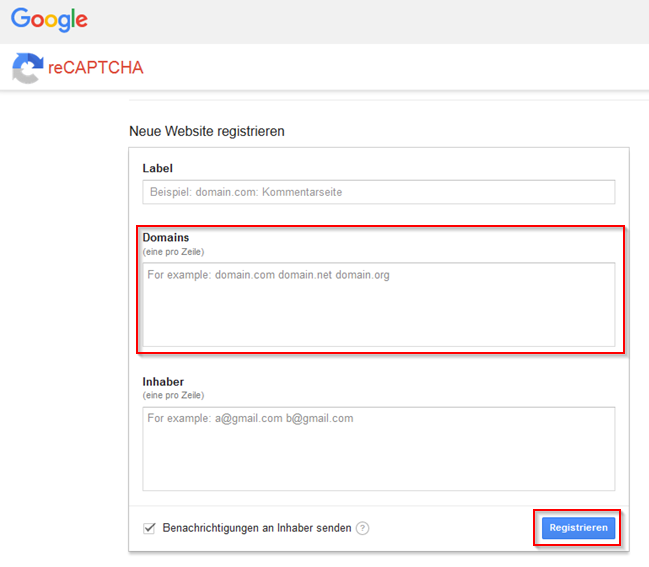 Google
reCAPTCHA
Neue Website registrieren
Label
Beispiel: domain.com: Kommentarseite
Domains
(eine pro Zeile)
For example: domain.com domain.net domain.org
Inhaber
(eine pro Zeile)
For example: a@gmail.com b@gmail.com
Benachrichtigungen an Inhaber senden ?
Registrieren